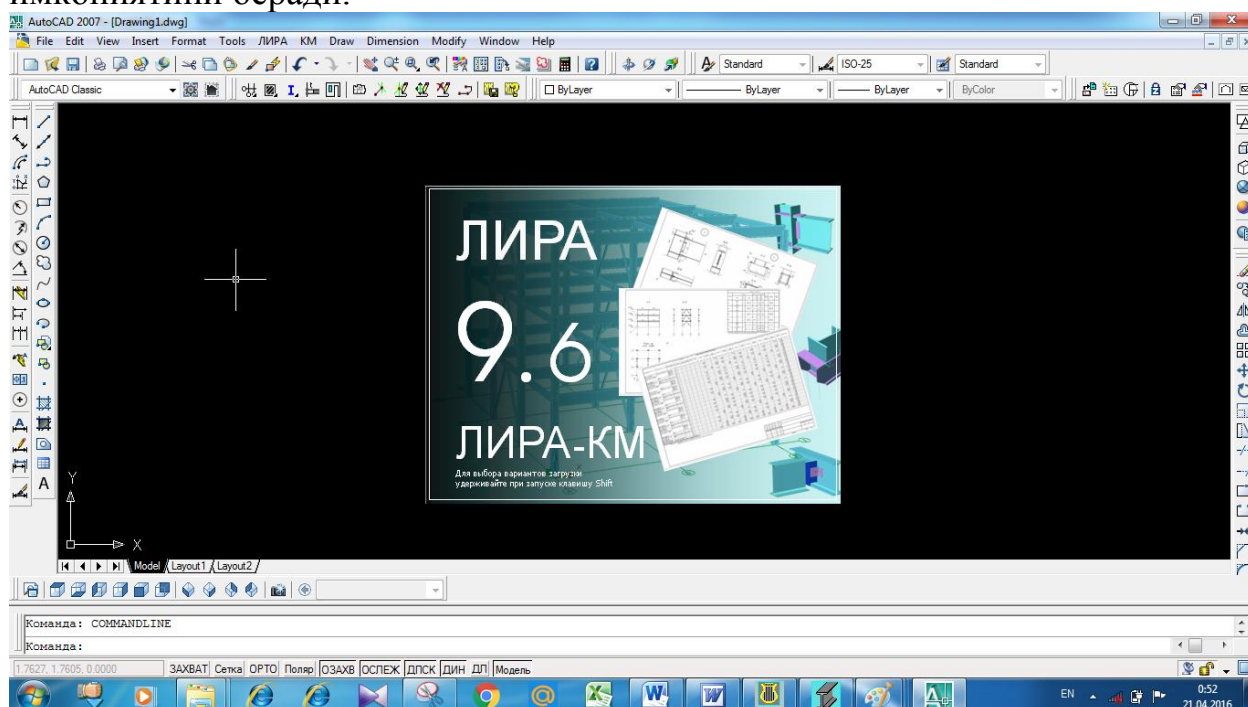 имкониятини беради.
AutoCAD 2007 - [Drawing1.dwg]
File Edit View Insert Format Tools ЛИРА КМ Draw Dimension Modify Window Help
Standard ISO-25 Standard
AutoCAD Classic ByLayer ByLayer ByLayer ByColor
ЛИРА
9.6
ЛИРА-КМ
Для выбора вариантов загрузки
удерживайте при запуске клавишу Shift
Y
X
Model Layout1 Layout2
Команда: COMMANDLINE
Команда:
1.7627, 1.7605, 0.0000 ЗАХВАТ Сетка ОРТО Поляр ОЗАХВ ОСПЕЖ ДПСК ДИН ДЛ Модель
EN 0:52
21.04.2016